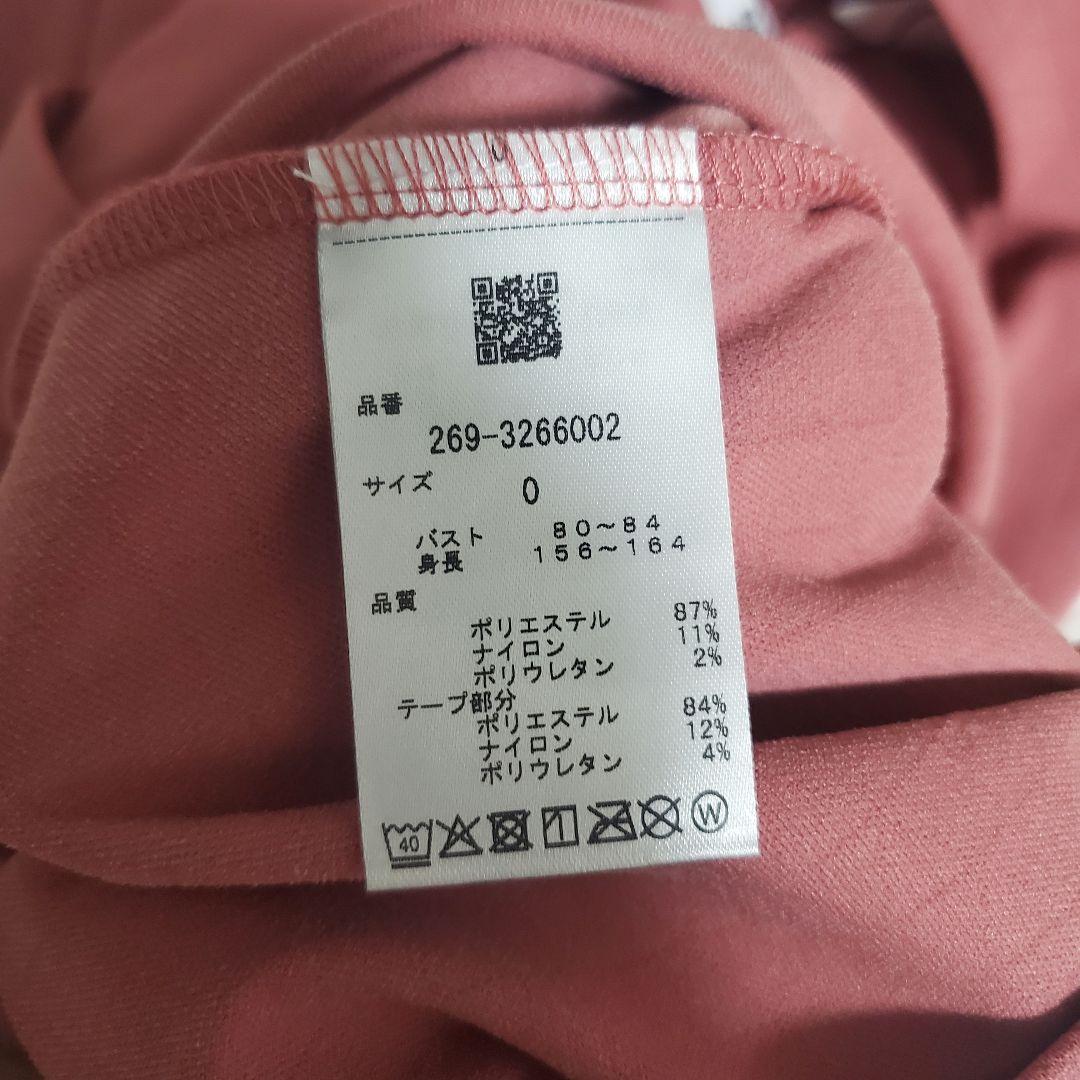 品番
269-3266002
サイズ 0
バスト 80～84
身長 156～164
品質
ポリエステル 87%
ナイロン 11%
ポリウレタン 2%
テープ部分
ポリエステル 84%
ナイロン 12%
ポリウレタン 4%
40 W